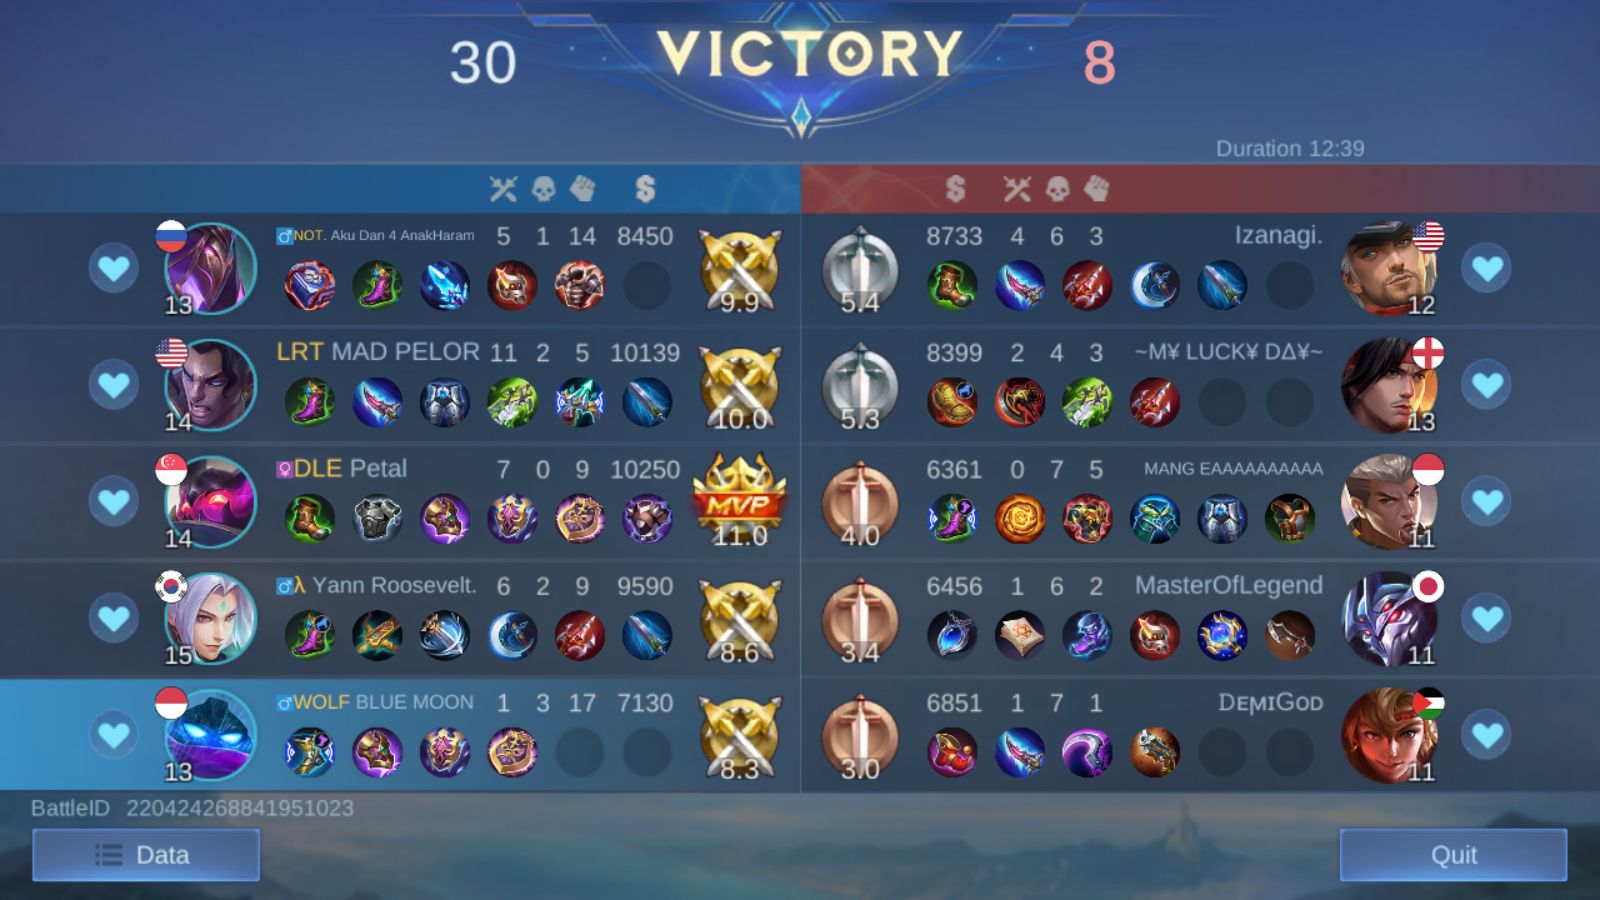 30 VICTORY 8
Duration 12:39
NOT. Aku Dan 4 AnakHaram 5 1 14 8450
13 9.9
8733 4 6 3 Izanagi.
5.4 12
LRT MAD PELOR 11 2 5 10139
14 10.0
8399 2 4 3 ~M¥ LUCK¥ DΔ¥~
5.3 13
DLE Petal 7 0 9 10250
MVP
14 11.0
6361 0 7 5 MANG EAAAAAAAAAA
4.0 11
λ Yann Roosevelt. 6 2 9 9590
15 8.6
6456 1 6 2 MasterOfLegend
3.4 11
WOLF BLUE MOON 1 3 17 7130
13 8.3
6851 1 7 1 DᴇᴍɪGᴏᴅ
3.0 11
BattleID 220424268841951023
Data
Quit